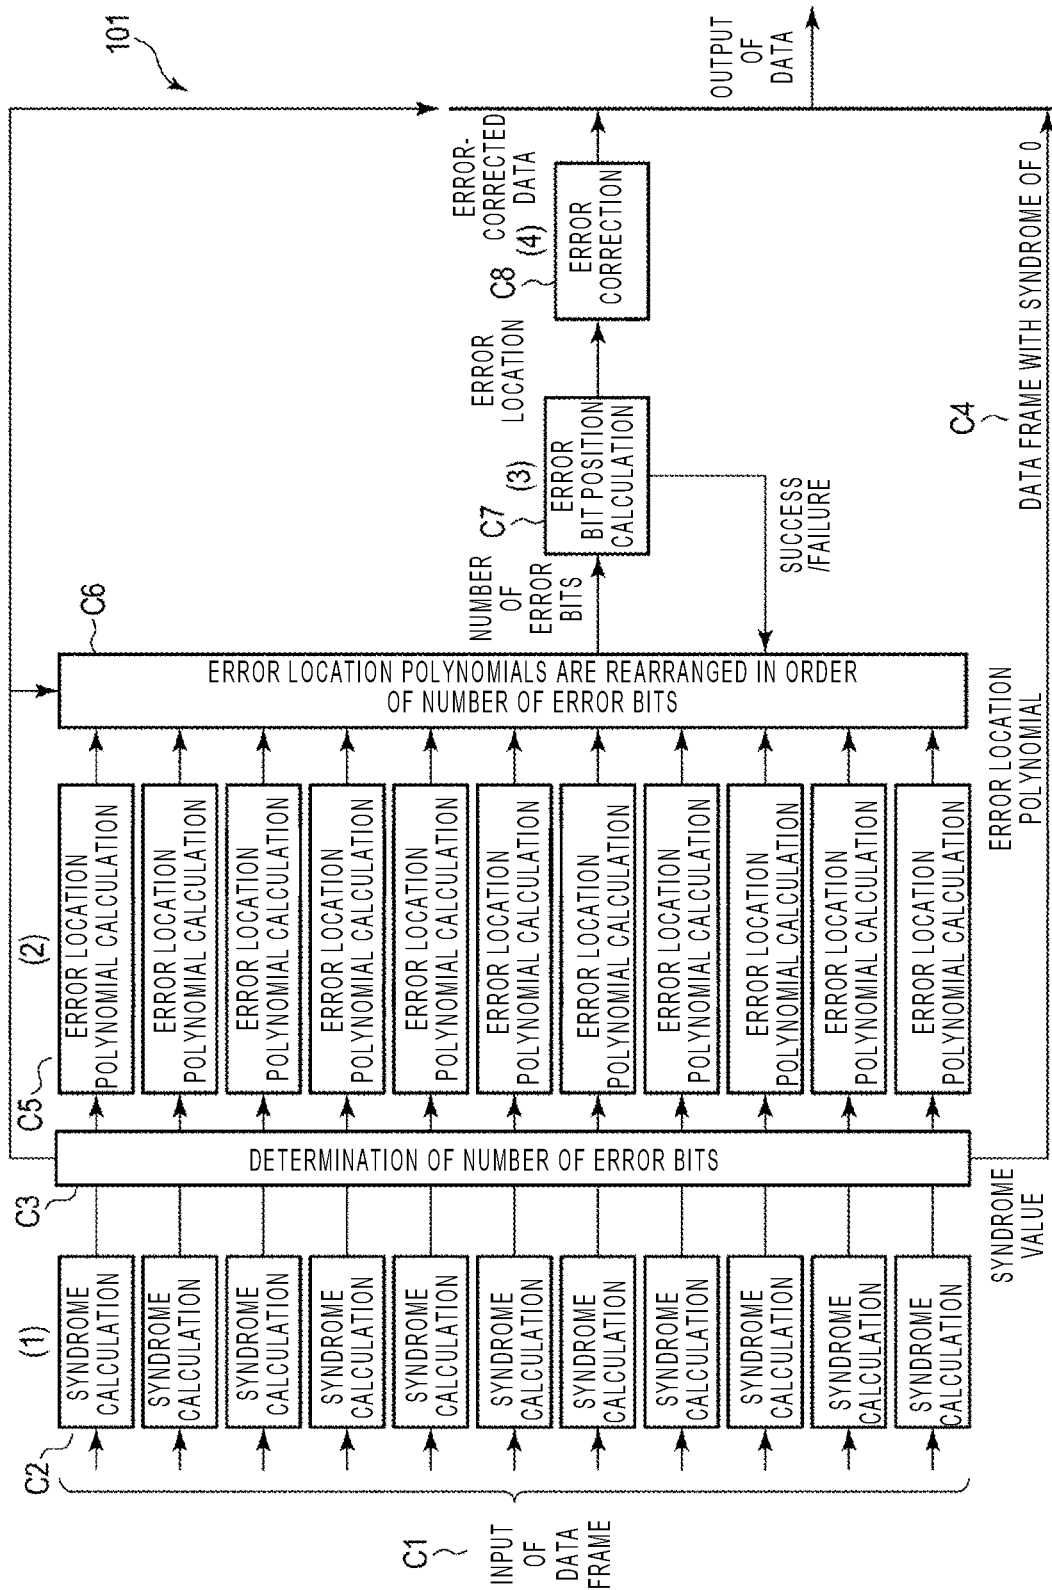 101
C1
INPUT
OF
DATA
FRAME
C2
(1)
SYNDROME
CALCULATION
SYNDROME
CALCULATION
SYNDROME
CALCULATION
SYNDROME
CALCULATION
SYNDROME
CALCULATION
SYNDROME
CALCULATION
SYNDROME
CALCULATION
SYNDROME
CALCULATION
SYNDROME
CALCULATION
SYNDROME
CALCULATION
SYNDROME
CALCULATION
C3
DETERMINATION OF NUMBER OF ERROR BITS
SYNDROME
VALUE
C5
(2)
ERROR LOCATION
POLYNOMIAL CALCULATION
ERROR LOCATION
POLYNOMIAL CALCULATION
ERROR LOCATION
POLYNOMIAL CALCULATION
ERROR LOCATION
POLYNOMIAL CALCULATION
ERROR LOCATION
POLYNOMIAL CALCULATION
ERROR LOCATION
POLYNOMIAL CALCULATION
ERROR LOCATION
POLYNOMIAL CALCULATION
ERROR LOCATION
POLYNOMIAL CALCULATION
ERROR LOCATION
POLYNOMIAL CALCULATION
ERROR LOCATION
POLYNOMIAL CALCULATION
ERROR LOCATION
POLYNOMIAL CALCULATION
ERROR LOCATION
POLYNOMIAL
C6
ERROR LOCATION POLYNOMIALS ARE REARRANGED IN ORDER
OF NUMBER OF ERROR BITS
NUMBER
OF
ERROR
BITS
C7
(3)
ERROR
BIT POSITION
CALCULATION
SUCCESS
/FAILURE
ERROR
LOCATION
C8
(4)
ERROR
CORRECTION
ERROR-
CORRECTED
DATA
OUTPUT
OF
DATA
C4
DATA FRAME WITH SYNDROME OF 0